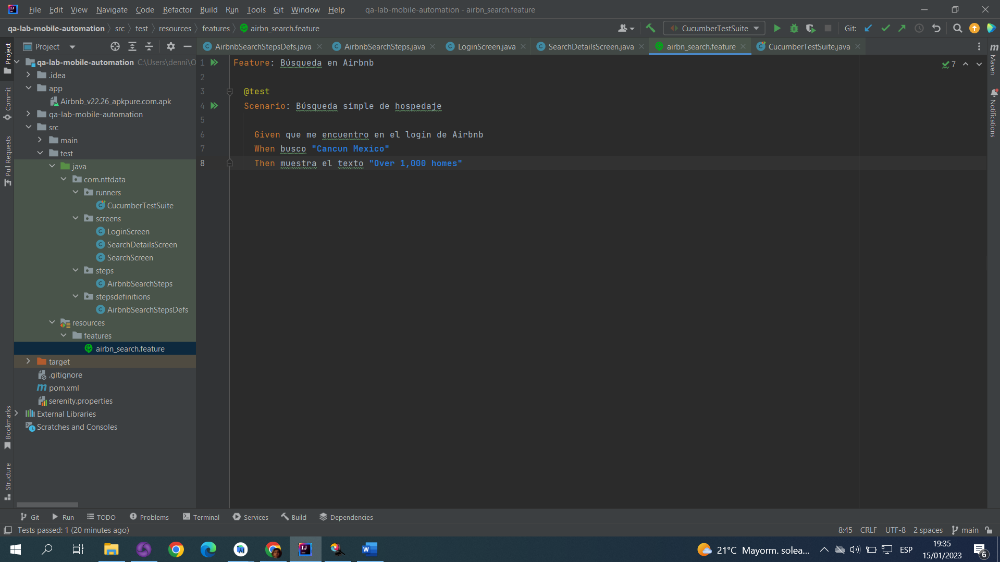 File Edit View Navigate Code Refactor Build Run Tools Git Window Help qa-lab-mobile-automation - airbn_search.feature
qa-lab-mobile-automation src test resources features airbn_search.feature CucumberTestSuite Git:
Project AirbnbSearchStepsDefs.java AirbnbSearchSteps.java LoginScreen.java SearchDetailsScreen.java airbn_search.feature CucumberTestSuite.java
qa-lab-mobile-automation C:\Users\denni\O
.idea
app
Airbnb_v22.26_apkpure.com.apk
qa-lab-mobile-automation
src
main
test
java
com.nttdata
runners
CucumberTestSuite
screens
LoginScreen
SearchDetailsScreen
SearchScreen
steps
AirbnbSearchSteps
stepsdefinitions
AirbnbSearchStepsDefs
resources
features
airbn_search.feature
target
.gitignore
pom.xml
serenity.properties
External Libraries
Scratches and Consoles
1 Feature: Búsqueda en Airbnb
2
3 @test
4 Scenario: Búsqueda simple de hospedaje
5
6 Given que me encuentro en el login de Airbnb
7 When busco "Cancun Mexico"
8 Then muestra el texto "Over 1,000 homes"
7
Project
Commit
Pull Requests
Bookmarks
Structure
Maven
Notifications
Git Run TODO Problems Terminal Services Build Dependencies
Tests passed: 1 (20 minutes ago) 8:45 CRLF UTF-8 2 spaces main
21°C Mayorm. solea... ESP 19:35
15/01/2023 6